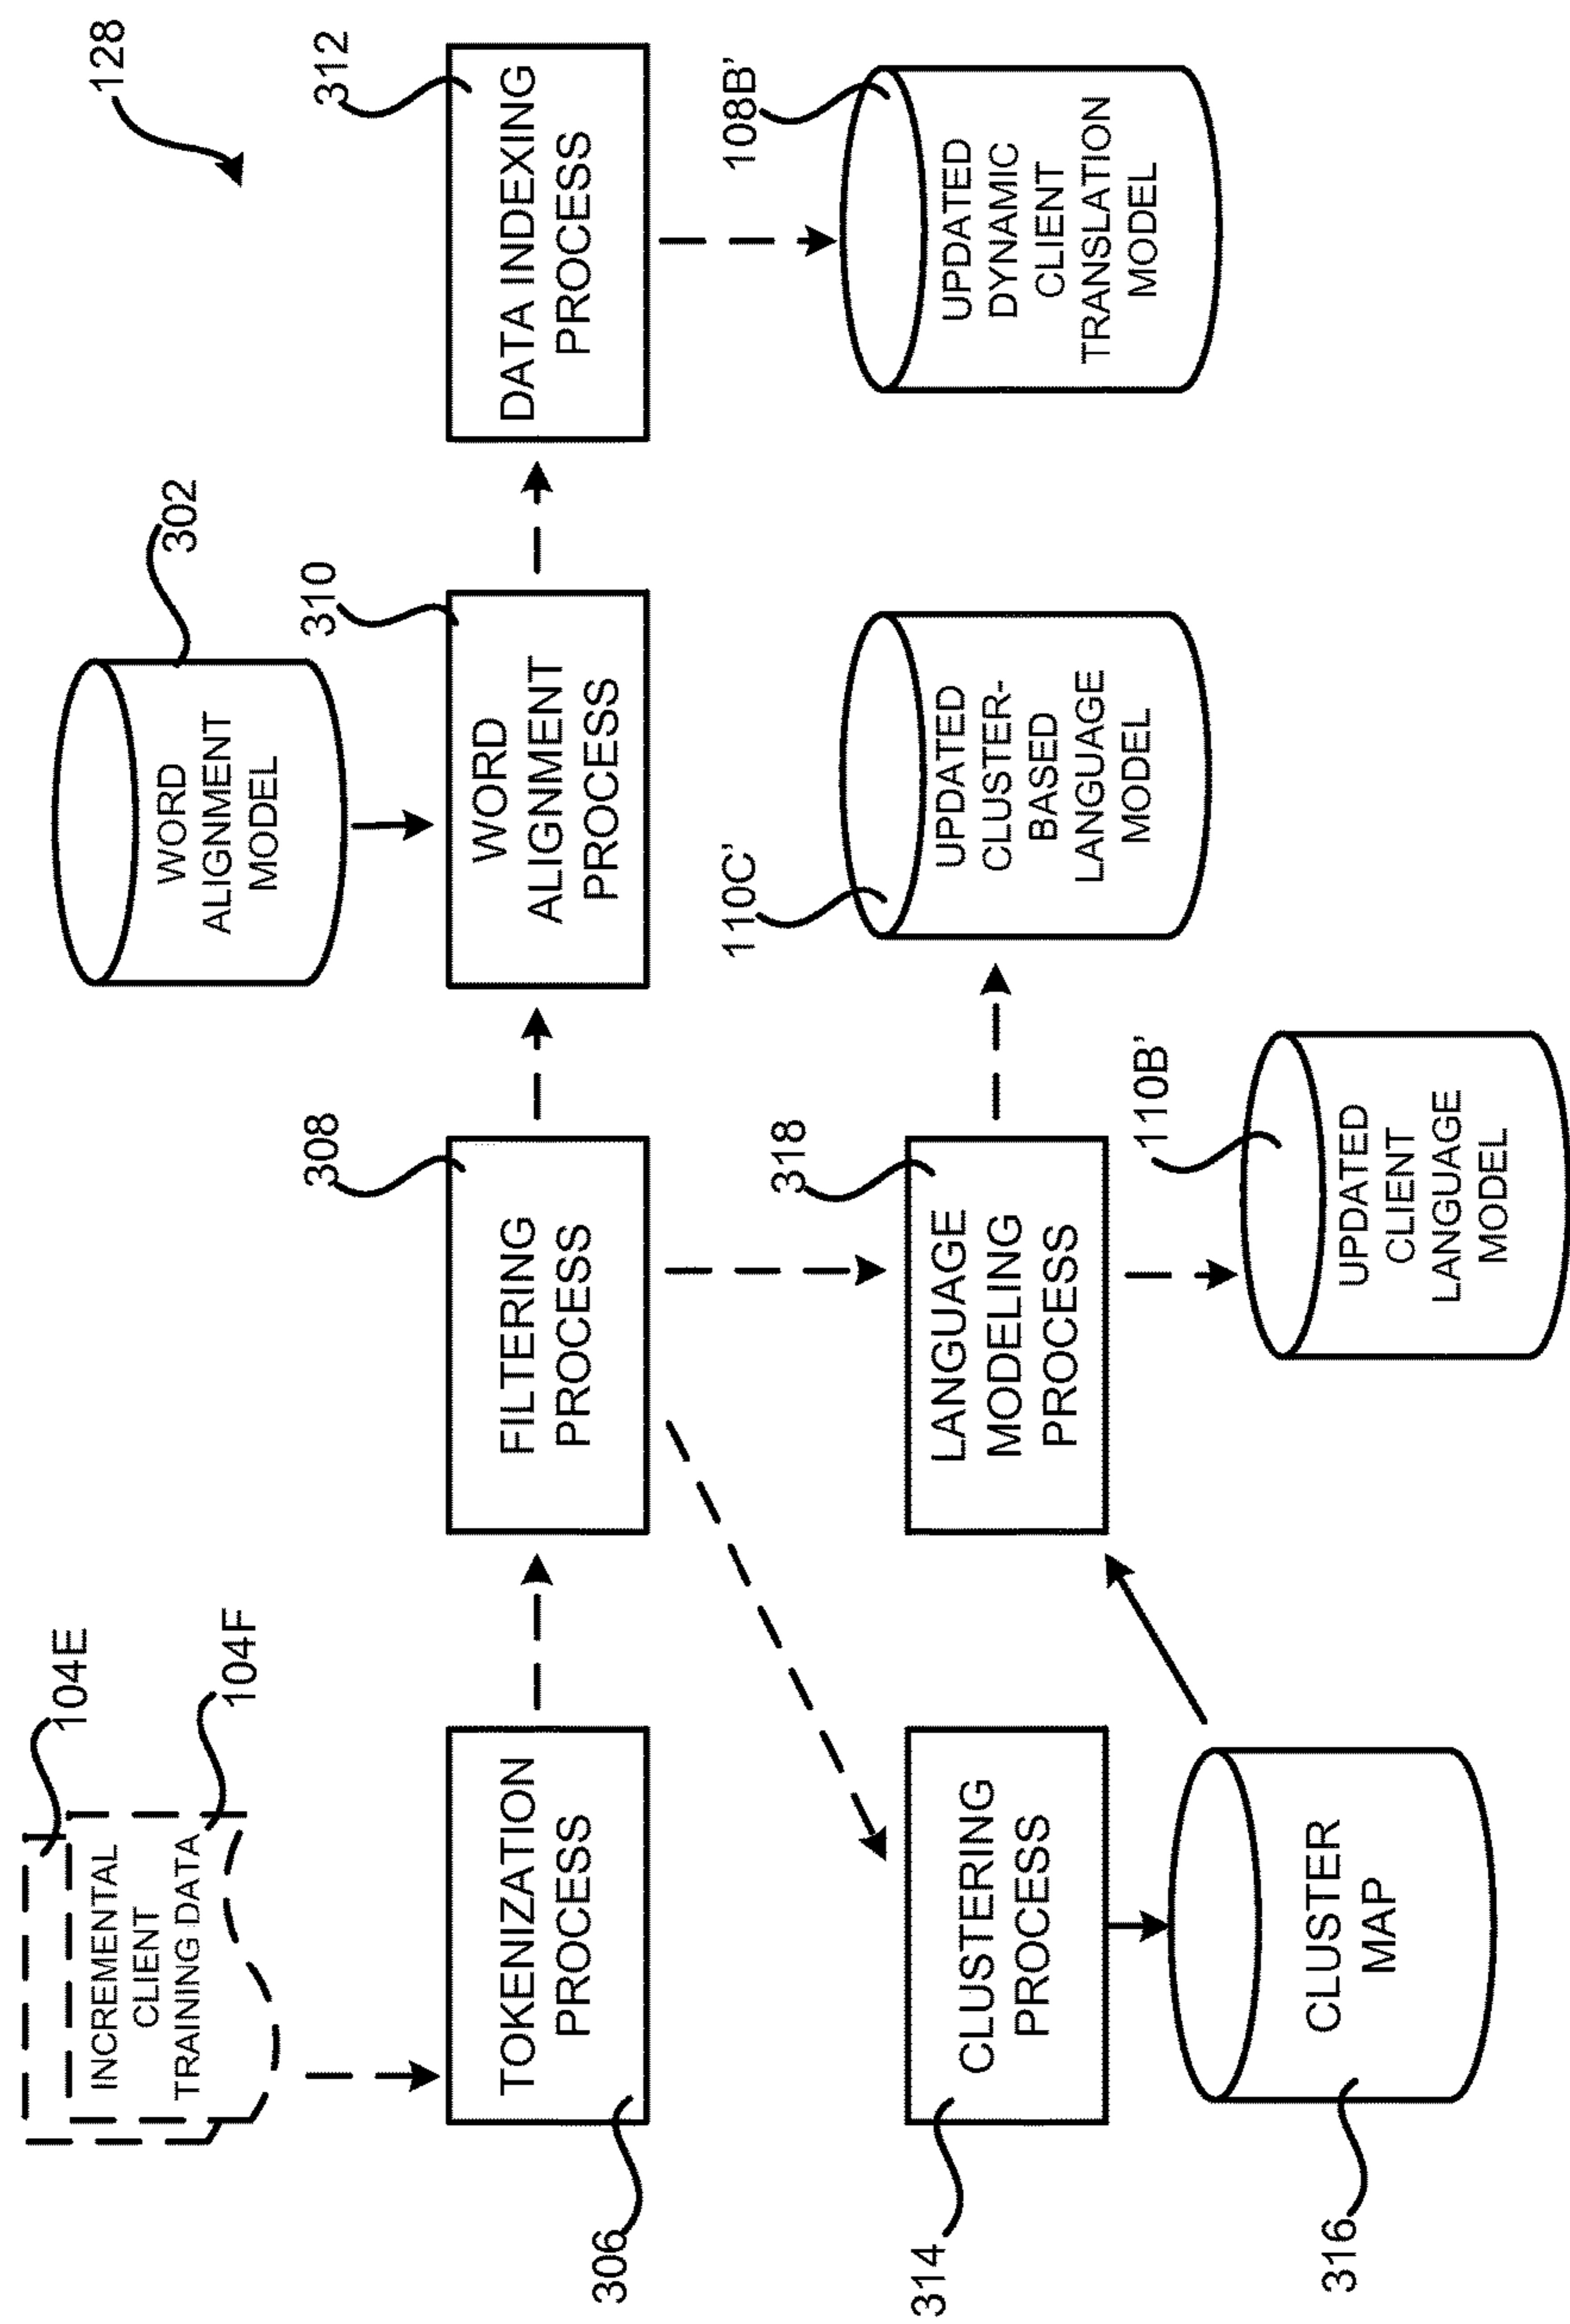 128
104E
INCREMENTAL
CLIENT
TRAINING DATA
104F
WORD
ALIGNMENT
MODEL
302
306
TOKENIZATION
PROCESS
308
FILTERING
PROCESS
310
WORD
ALIGNMENT
PROCESS
312
DATA INDEXING
PROCESS
314
CLUSTERING
PROCESS
318
LANGUAGE
MODELING
PROCESS
110C’
UPDATED
CLUSTER-
BASED
LANGUAGE
MODEL
108B’
UPDATED
DYNAMIC
CLIENT
TRANSLATION
MODEL
316
CLUSTER
MAP
110B’
UPDATED
CLIENT
LANGUAGE
MODEL